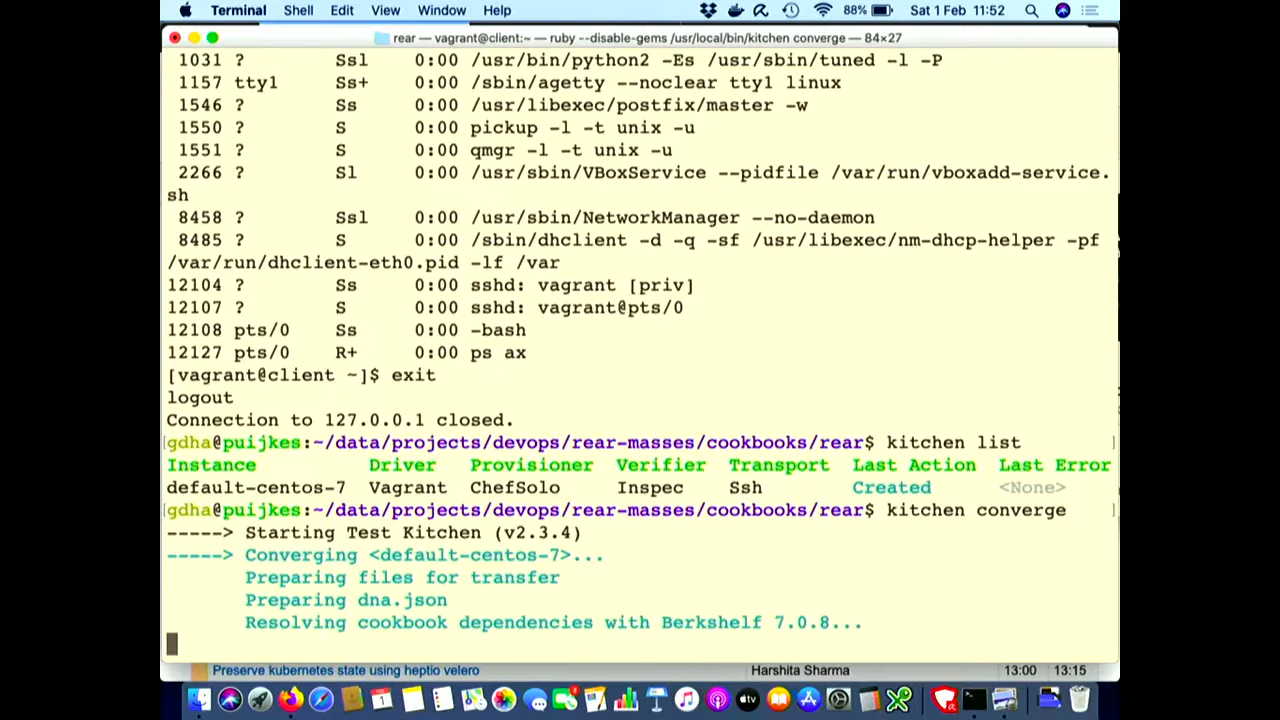 Terminal Shell Edit View Window Help 88% Sat 1 Feb 11:52
rear — vagrant@client:~ — ruby --disable-gems /usr/local/bin/kitchen converge — 84×27
1031 ? Ssl 0:00 /usr/bin/python2 -Es /usr/sbin/tuned -l -P
1157 tty1 Ss+ 0:00 /sbin/agetty --noclear tty1 linux
1546 ? Ss 0:00 /usr/libexec/postfix/master -w
1550 ? S 0:00 pickup -l -t unix -u
1551 ? S 0:00 qmgr -l -t unix -u
2266 ? Sl 0:00 /usr/sbin/VBoxService --pidfile /var/run/vboxadd-service.
sh
8458 ? Ssl 0:00 /usr/sbin/NetworkManager --no-daemon
8485 ? S 0:00 /sbin/dhclient -d -q -sf /usr/libexec/nm-dhcp-helper -pf
/var/run/dhclient-eth0.pid -lf /var
12104 ? Ss 0:00 sshd: vagrant [priv]
12107 ? S 0:00 sshd: vagrant@pts/0
12108 pts/0 Ss 0:00 -bash
12127 pts/0 R+ 0:00 ps ax
[vagrant@client ~]$ exit
logout
Connection to 127.0.0.1 closed.
[gdha@puijkes:~/data/projects/devops/rear-masses/cookbooks/rear$ kitchen list ]
Instance Driver Provisioner Verifier Transport Last Action Last Error
default-centos-7 Vagrant ChefSolo Inspec Ssh Created <None>
[gdha@puijkes:~/data/projects/devops/rear-masses/cookbooks/rear$ kitchen converge ]
-----> Starting Test Kitchen (v2.3.4)
-----> Converging <default-centos-7>...
Preparing files for transfer
Preparing dna.json
Resolving cookbook dependencies with Berkshelf 7.0.8...
Preserve kubernetes state using heptio velero Harshita Sharma 13:00 13:15